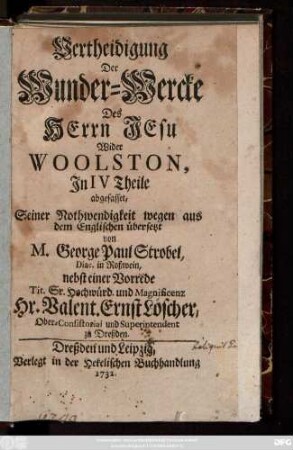 Vertheidigung
Der
Wunder-Wercke
Des
HErrn JEsu
Wider
WOOLSTON,
Jn IV Theile
abgefasset,
Seiner Nothwendigkeit wegen aus
dem Englischen übersetzt
von
M. George Paul Strobel,
Diac. in Roßwein,
nebst einer Vorrede
Tit. Sr. Hochwürd. und Magnificenz
Hr. Valent. Ernst Löscher,
Ober-Consistorial und Superintendent
zu Dreßden.
Dreßden und Leipzig,
Verlegt in der Hekelischen Buchhandlung
1732.